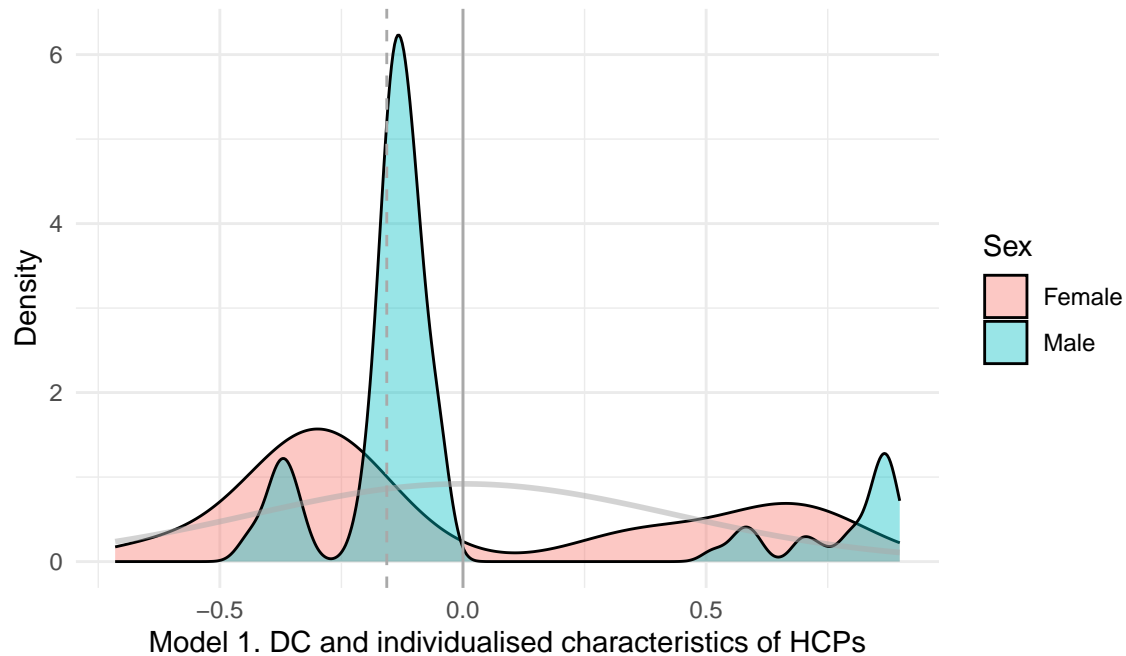 6
4
2
0
Density
−0.5
0.0
0.5
Model 1. DC and individualised characteristics of HCPs
Sex
Female
Male